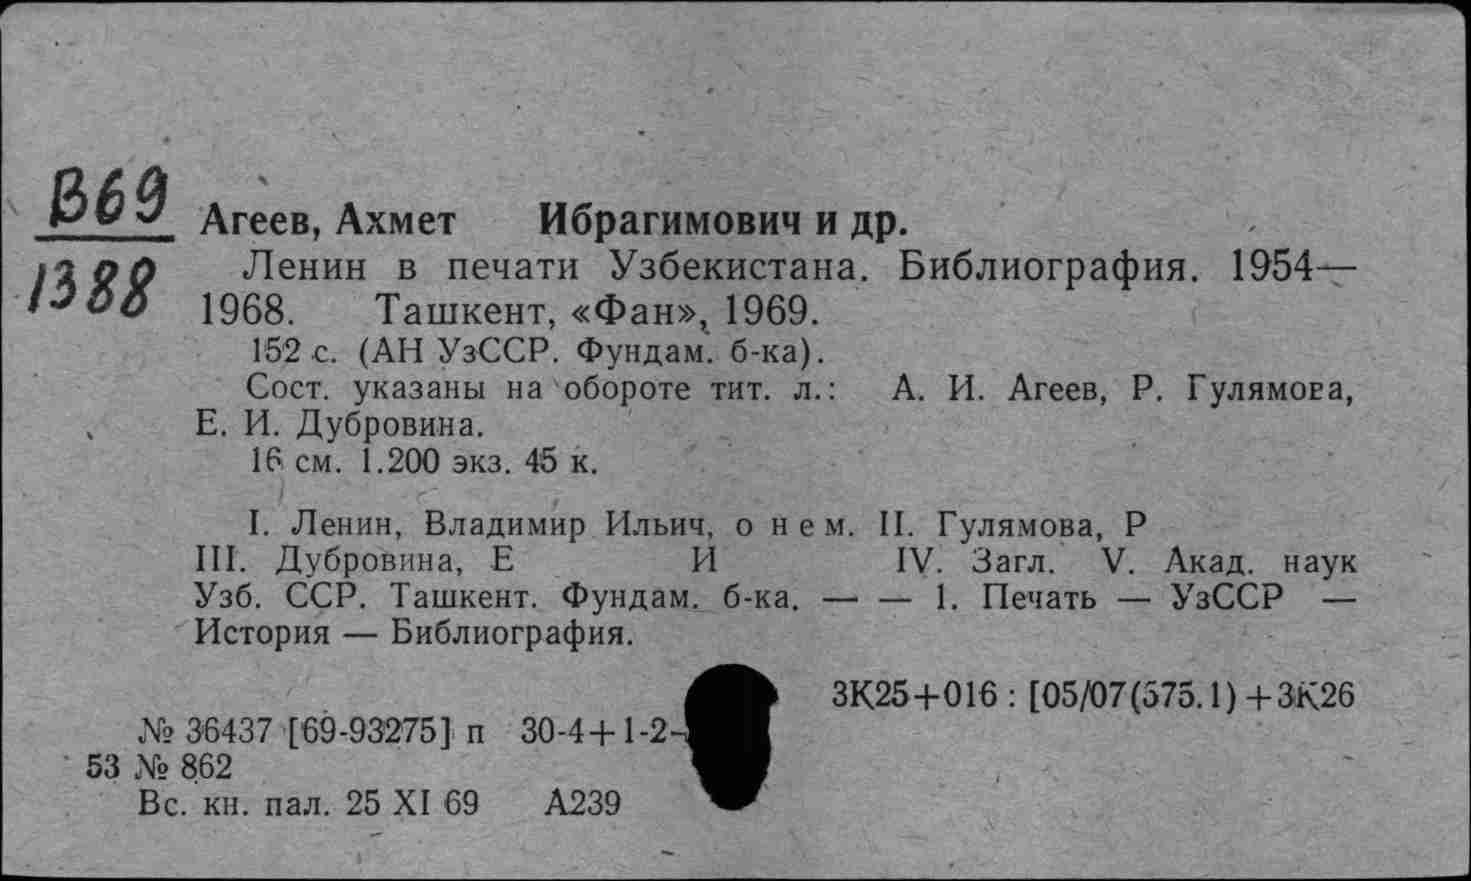 В69
1388
Агеев, Ахмет Ибрагимович и др.
Ленин в печати Узбекистана. Библиография. 1954—
1968. Ташкент, «Фан», 1969.
152 с. (АН УзССР. Фундам. б-ка).
Сост. указаны на обороте тит. л.: А. И. Агеев, Р. Гулямова,
Е. И. Дубровина.
16 см. 1.200 экз. 45 к.
I. Ленин, Владимир Ильич, о нем. II. Гулямова, Р
III. Дубровина, Е И IV. Загл. V. Акад. наук
Узб. ССР. Ташкент. Фундам. б-ка. — — 1. Печать — УзССР —
История — Библиография.
3К25+016 : [05/07(575.1)+3К26
№ 36437 [69-93275] п 30-4+1-2-
53 № 862
Вс. кн. пал. 25 XI 69 А239